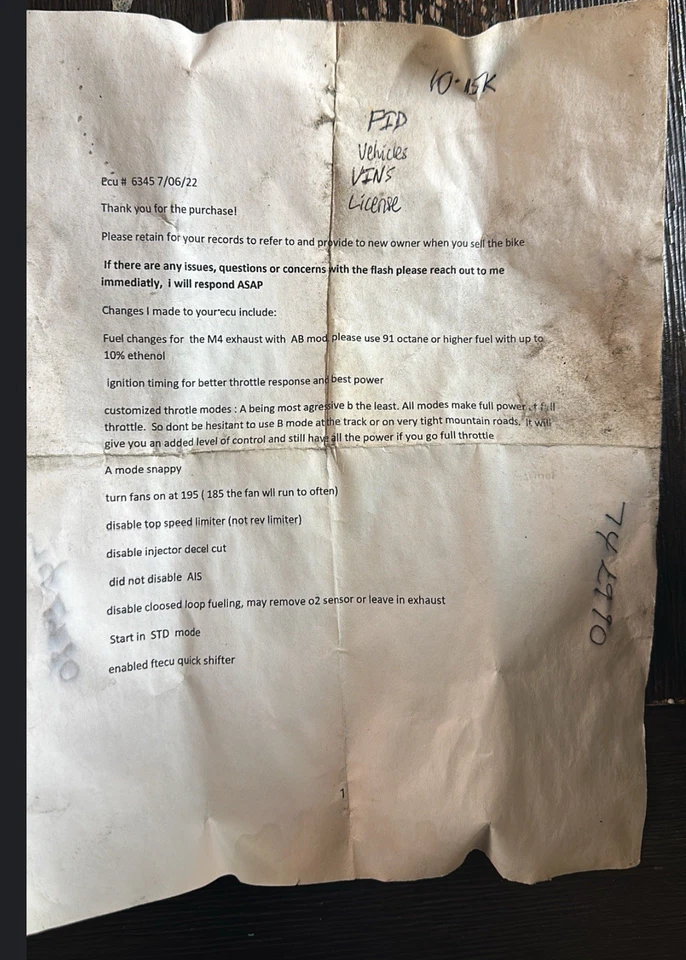 10-15K
PID
Vehicles
VINS
License
Ecu # 6345 7/06/22
Thank you for the purchase!
Please retain for your records to refer to and provide to new owner when you sell the bike
If there are any issues, questions or concerns with the flash please reach out to me
immediately, i will respond ASAP
Changes I made to your ecu include:
Fuel changes for the M4 exhaust with AB mod please use 91 octane or higher fuel with up to
10% ethenol
ignition timing for better throttle response and best power
customized throtle modes : A being most agresive b the least. All modes make full power at full
throttle. So dont be hesitant to use B mode at the track or on very tight mountain roads. It will
give you an added level of control and still have all the power if you go full throttle
A mode snappy
turn fans on at 195 ( 185 the fan wll run to often)
disable top speed limiter (not rev limiter)
disable injector decel cut
did not disable AIS
disable cloosed loop fueling, may remove o2 sensor or leave in exhaust
Start in STD mode
enabled ftecu quick shifter
1